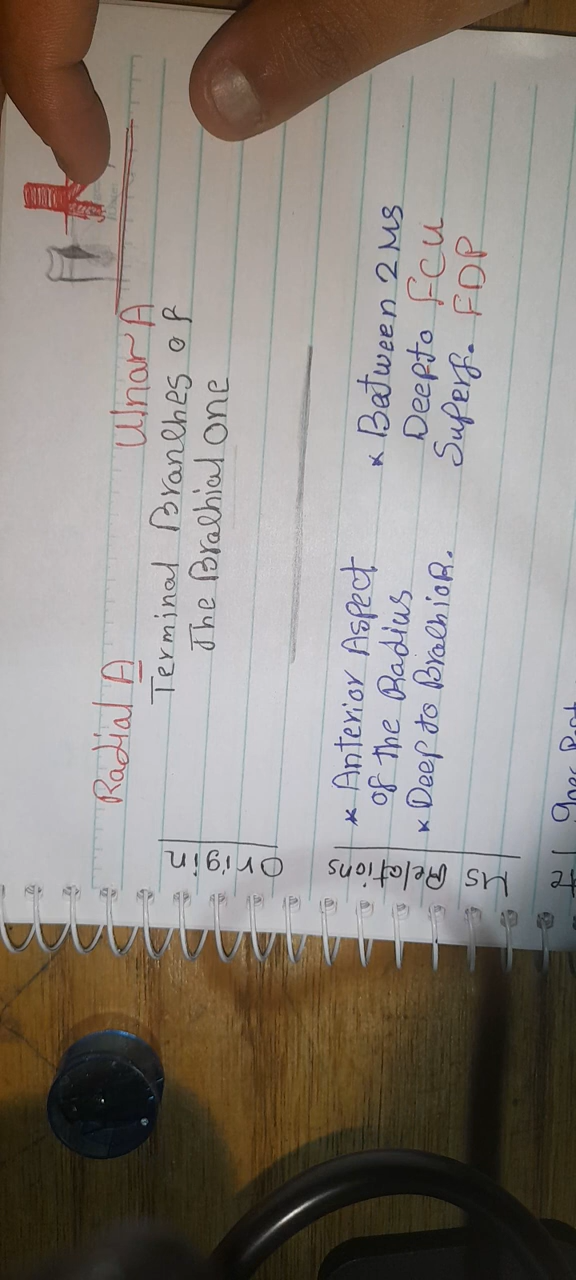 Radial A Ulnar A
Origin
Terminal Branches of
The Brachial one
Ms Relations
* Anterior Aspect
of the Radius
* Deep to Brachior.
* Between 2 Ms
Deep to FCU
Superf. FDP